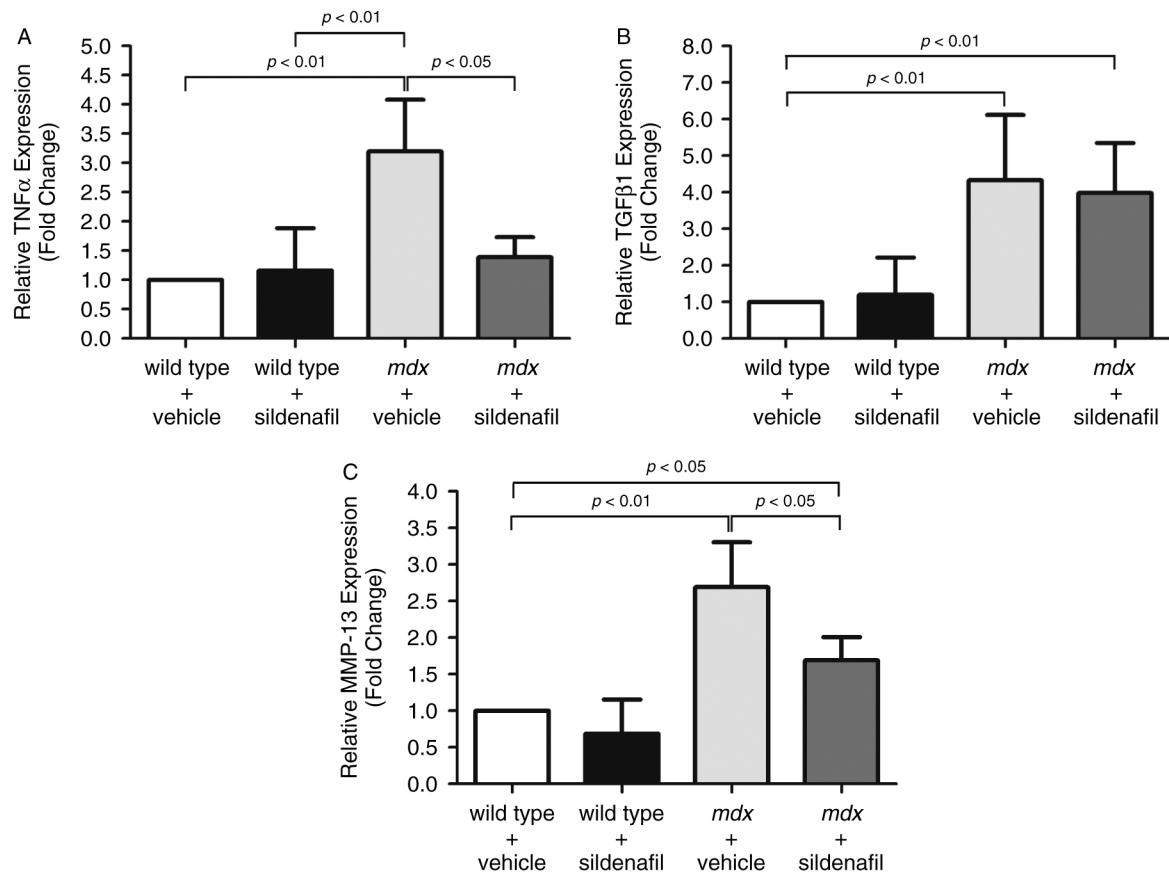 A
Relative TNFα Expression
(Fold Change)
5.0
4.5
4.0
3.5
3.0
2.5
2.0
1.5
1.0
0.5
0.0
p < 0.01
p < 0.01
p < 0.05
wild type
+
vehicle
wild type
+
sildenafil
mdx
+
vehicle
mdx
+
sildenafil
B
Relative TGFβ1 Expression
(Fold Change)
8.0
7.0
6.0
5.0
4.0
3.0
2.0
1.0
0.0
p < 0.01
p < 0.01
wild type
+
vehicle
wild type
+
sildenafil
mdx
+
vehicle
mdx
+
sildenafil
C
Relative MMP-13 Expression
(Fold Change)
4.0
3.5
3.0
2.5
2.0
1.5
1.0
0.5
0.0
p < 0.05
p < 0.01
p < 0.05
wild type
+
vehicle
wild type
+
sildenafil
mdx
+
vehicle
mdx
+
sildenafil